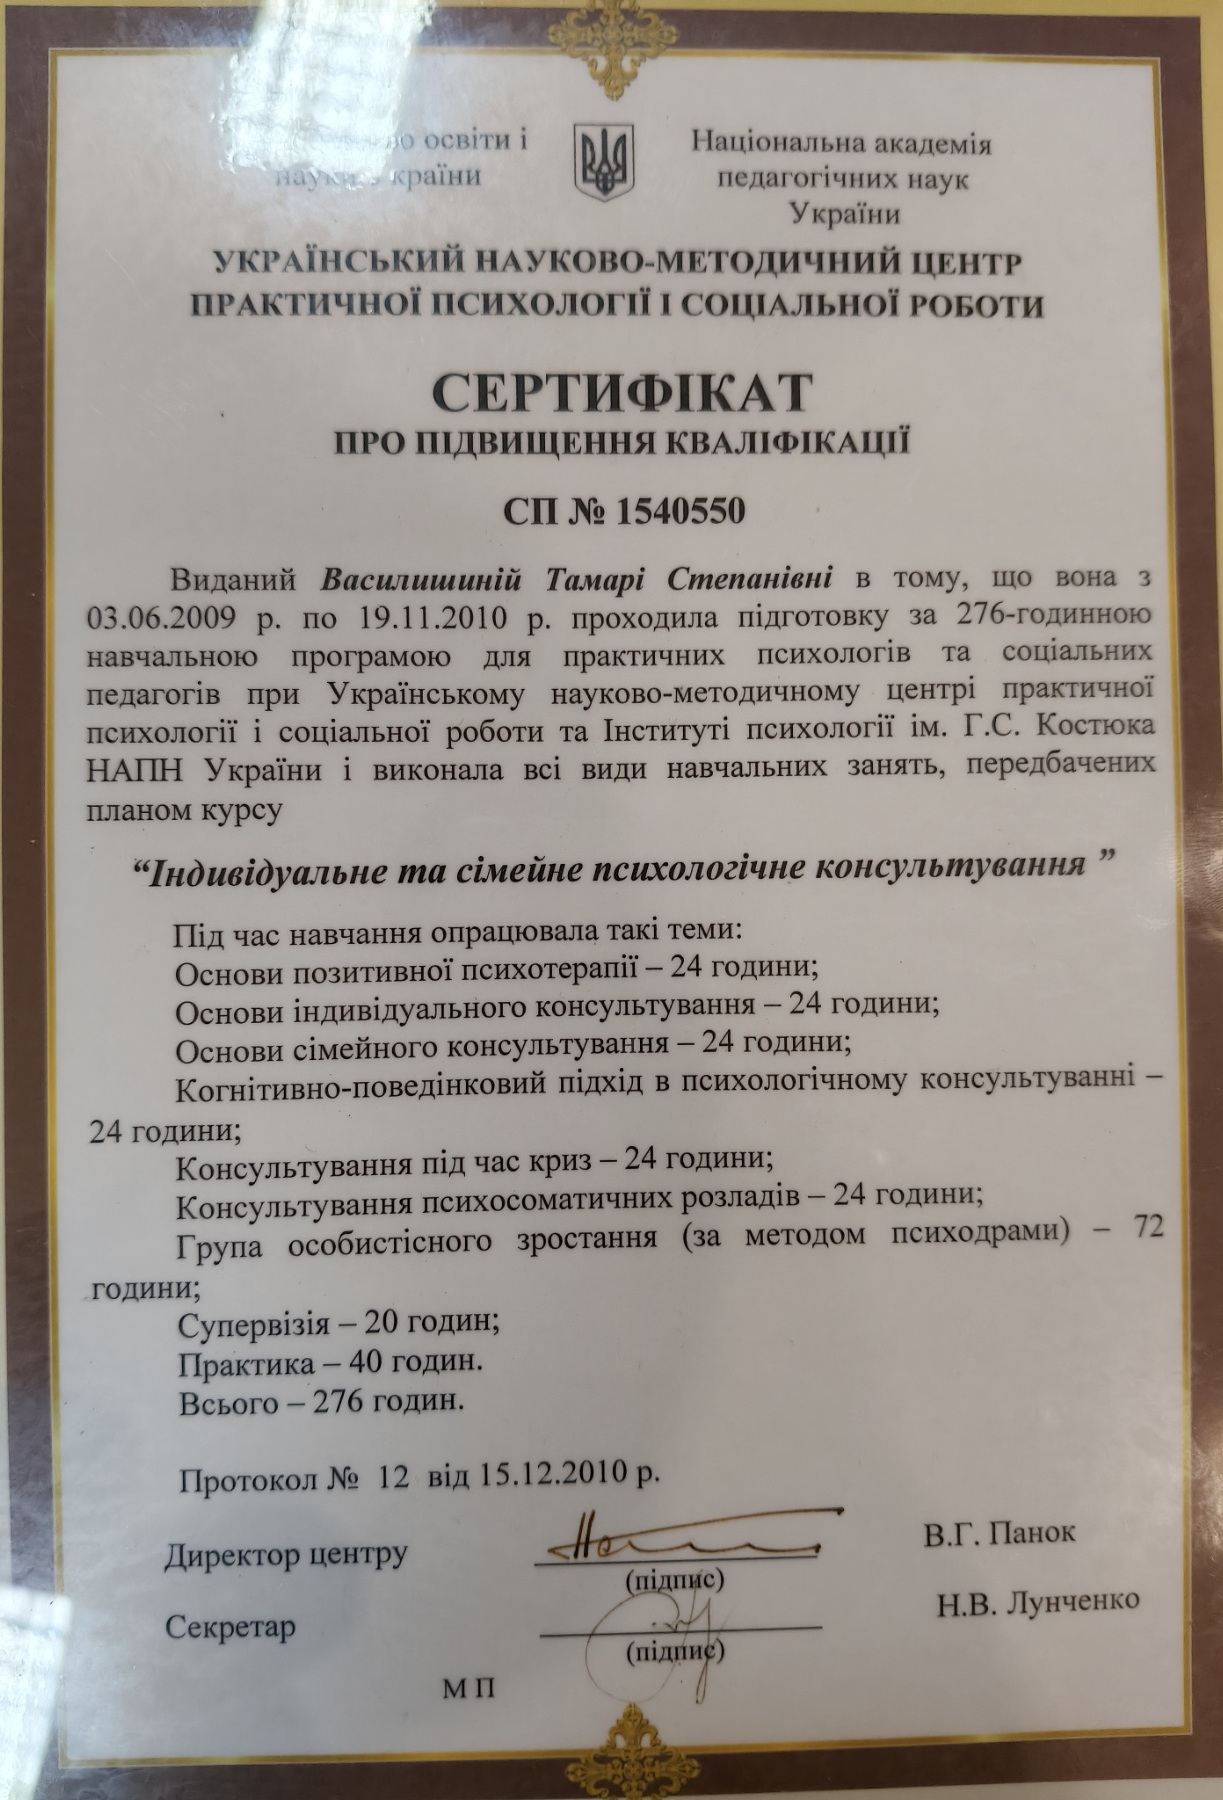 освіти і
науки країни
Національна академія
педагогічних наук
України
УКРАЇНСЬКИЙ НАУКОВО-МЕТОДИЧНИЙ ЦЕНТР
ПРАКТИЧНОЇ ПСИХОЛОГІЇ І СОЦІАЛЬНОЇ РОБОТИ
СЕРТИФІКАТ
ПРО ПІДВИЩЕННЯ КВАЛІФІКАЦІЇ
СП № 1540550
Виданий Василишиній Тамарі Степанівні в тому, що вона з
03.06.2009 р. по 19.11.2010 р. проходила підготовку за 276-годинною
навчальною програмою для практичних психологів та соціальних
педагогів при Українському науково-методичному центрі практичної
психології і соціальної роботи та Інституті психології ім. Г.С. Костюка
НАПН України і виконала всі види навчальних занять, передбачених
планом курсу
“Індивідуальне та сімейне психологічне консультування ”
Під час навчання опрацювала такі теми:
Основи позитивної психотерапії – 24 години;
Основи індивідуального консультування – 24 години;
Основи сімейного консультування – 24 години;
Когнітивно-поведінковий підхід в психологічному консультуванні –
24 години;
Консультування під час криз – 24 години;
Консультування психосоматичних розладів – 24 години;
Група особистісного зростання (за методом психодрами) – 72
години;
Супервізія – 20 годин;
Практика – 40 годин.
Всього – 276 годин.
Протокол № 12 від 15.12.2010 р.
Директор центру
В.Г. Панок
(підпис)
Секретар
Н.В. Лунченко
(підпис)
М П